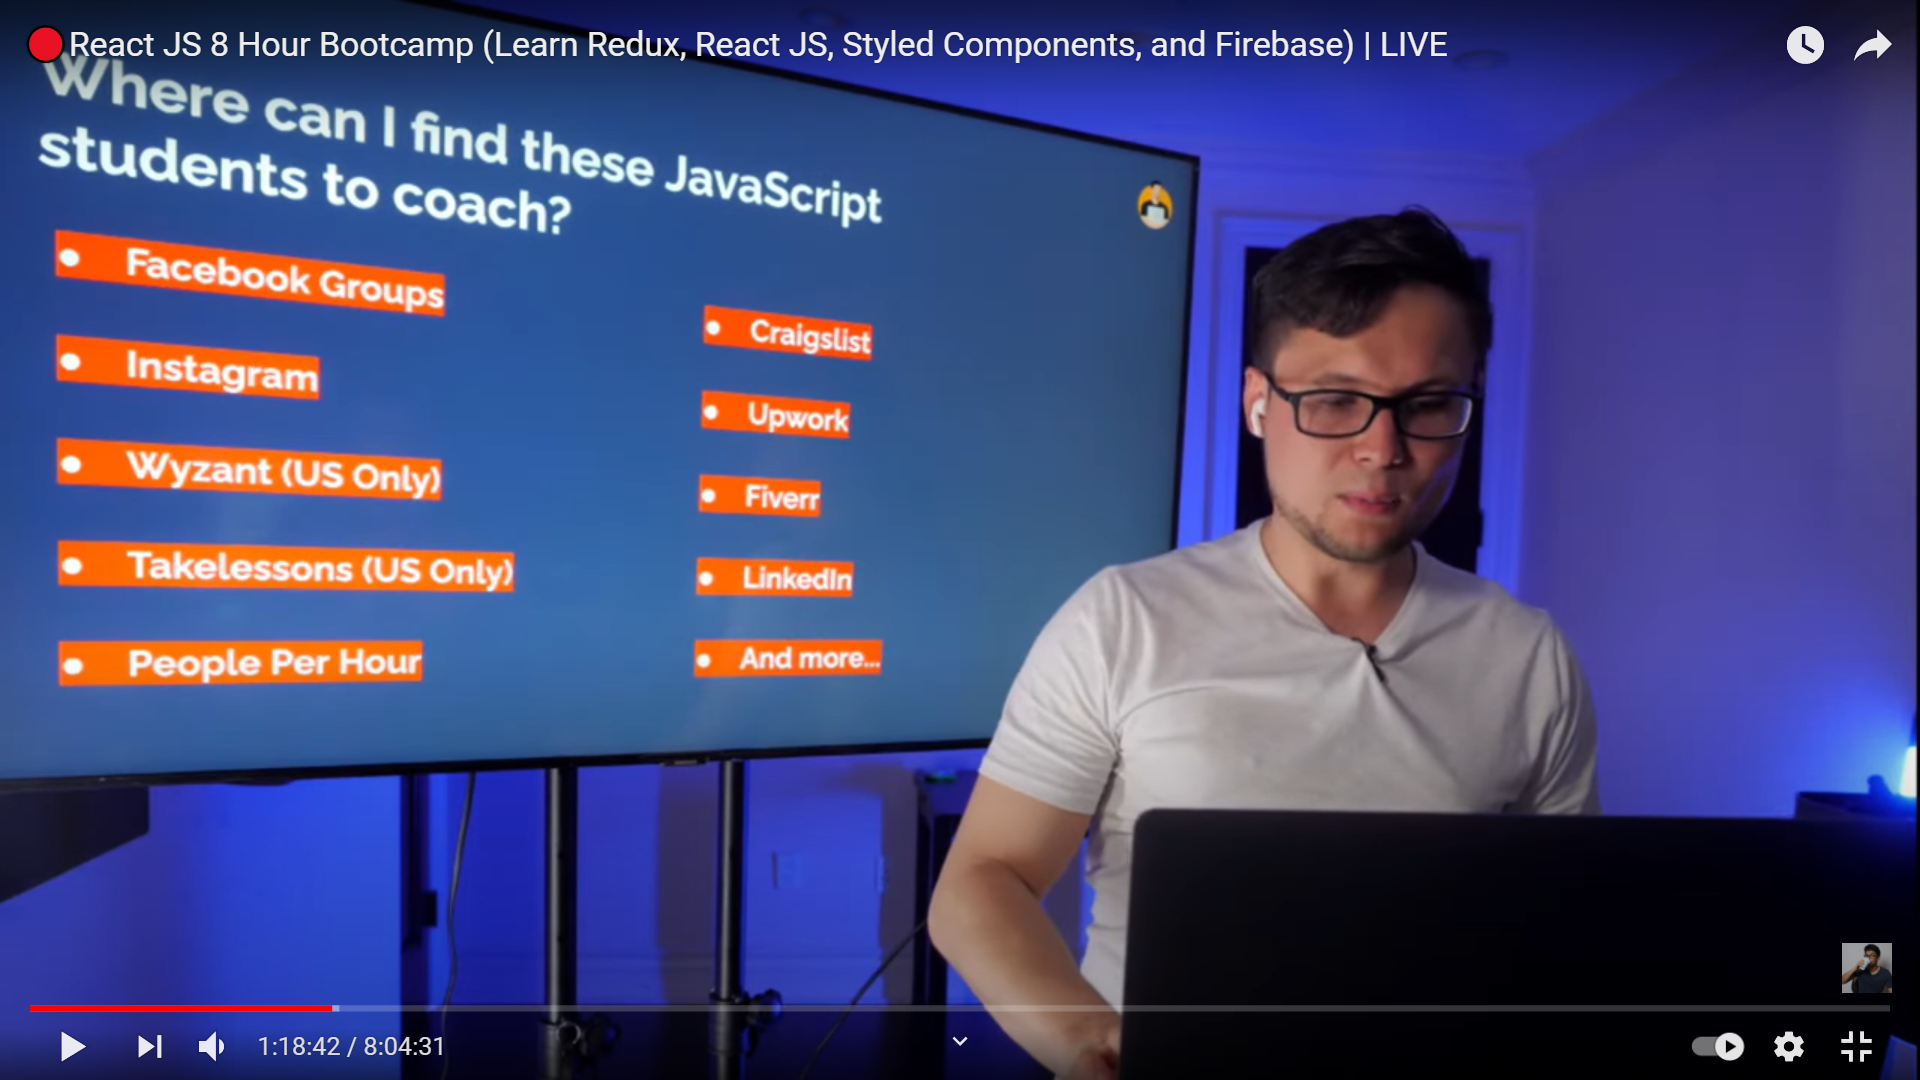 React JS 8 Hour Bootcamp (Learn Redux, React JS, Styled Components, and Firebase) | LIVE
Where can I find these JavaScript
students to coach?
• Facebook Groups
• Instagram
• Wyzant (US Only)
• Takelessons (US Only)
• People Per Hour
• Craigslist
• Upwork
• Fiverr
• LinkedIn
• And more...
1:18:42 / 8:04:31